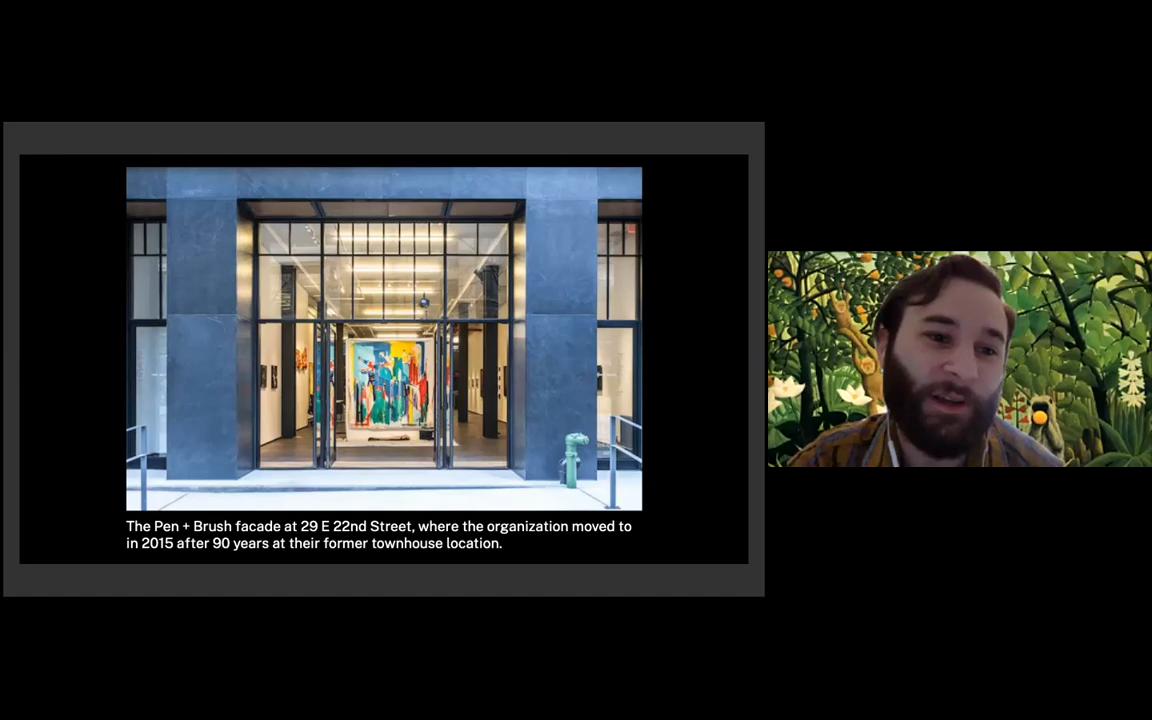 The Pen + Brush facade at 29 E 22nd Street, where the organization moved to
in 2015 after 90 years at their former townhouse location.